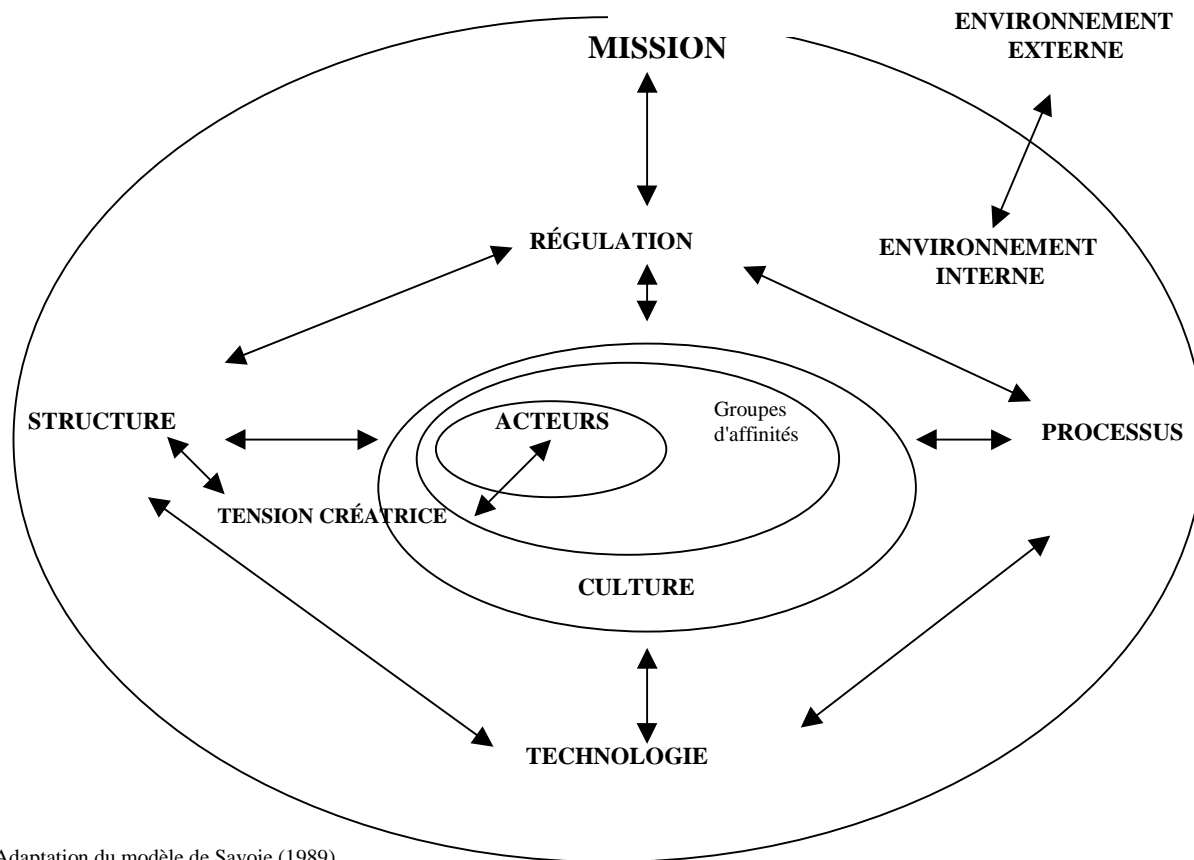 ENVIRONNEMENT
EXTERNE
MISSION
RÉGULATION
ENVIRONNEMENT
INTERNE
STRUCTURE
ACTEURS
Groupes
d'affinités
PROCESSUS
TENSION CRÉATRICE
CULTURE
TECHNOLOGIE
Adaptation du modèle de Savoie (1989)